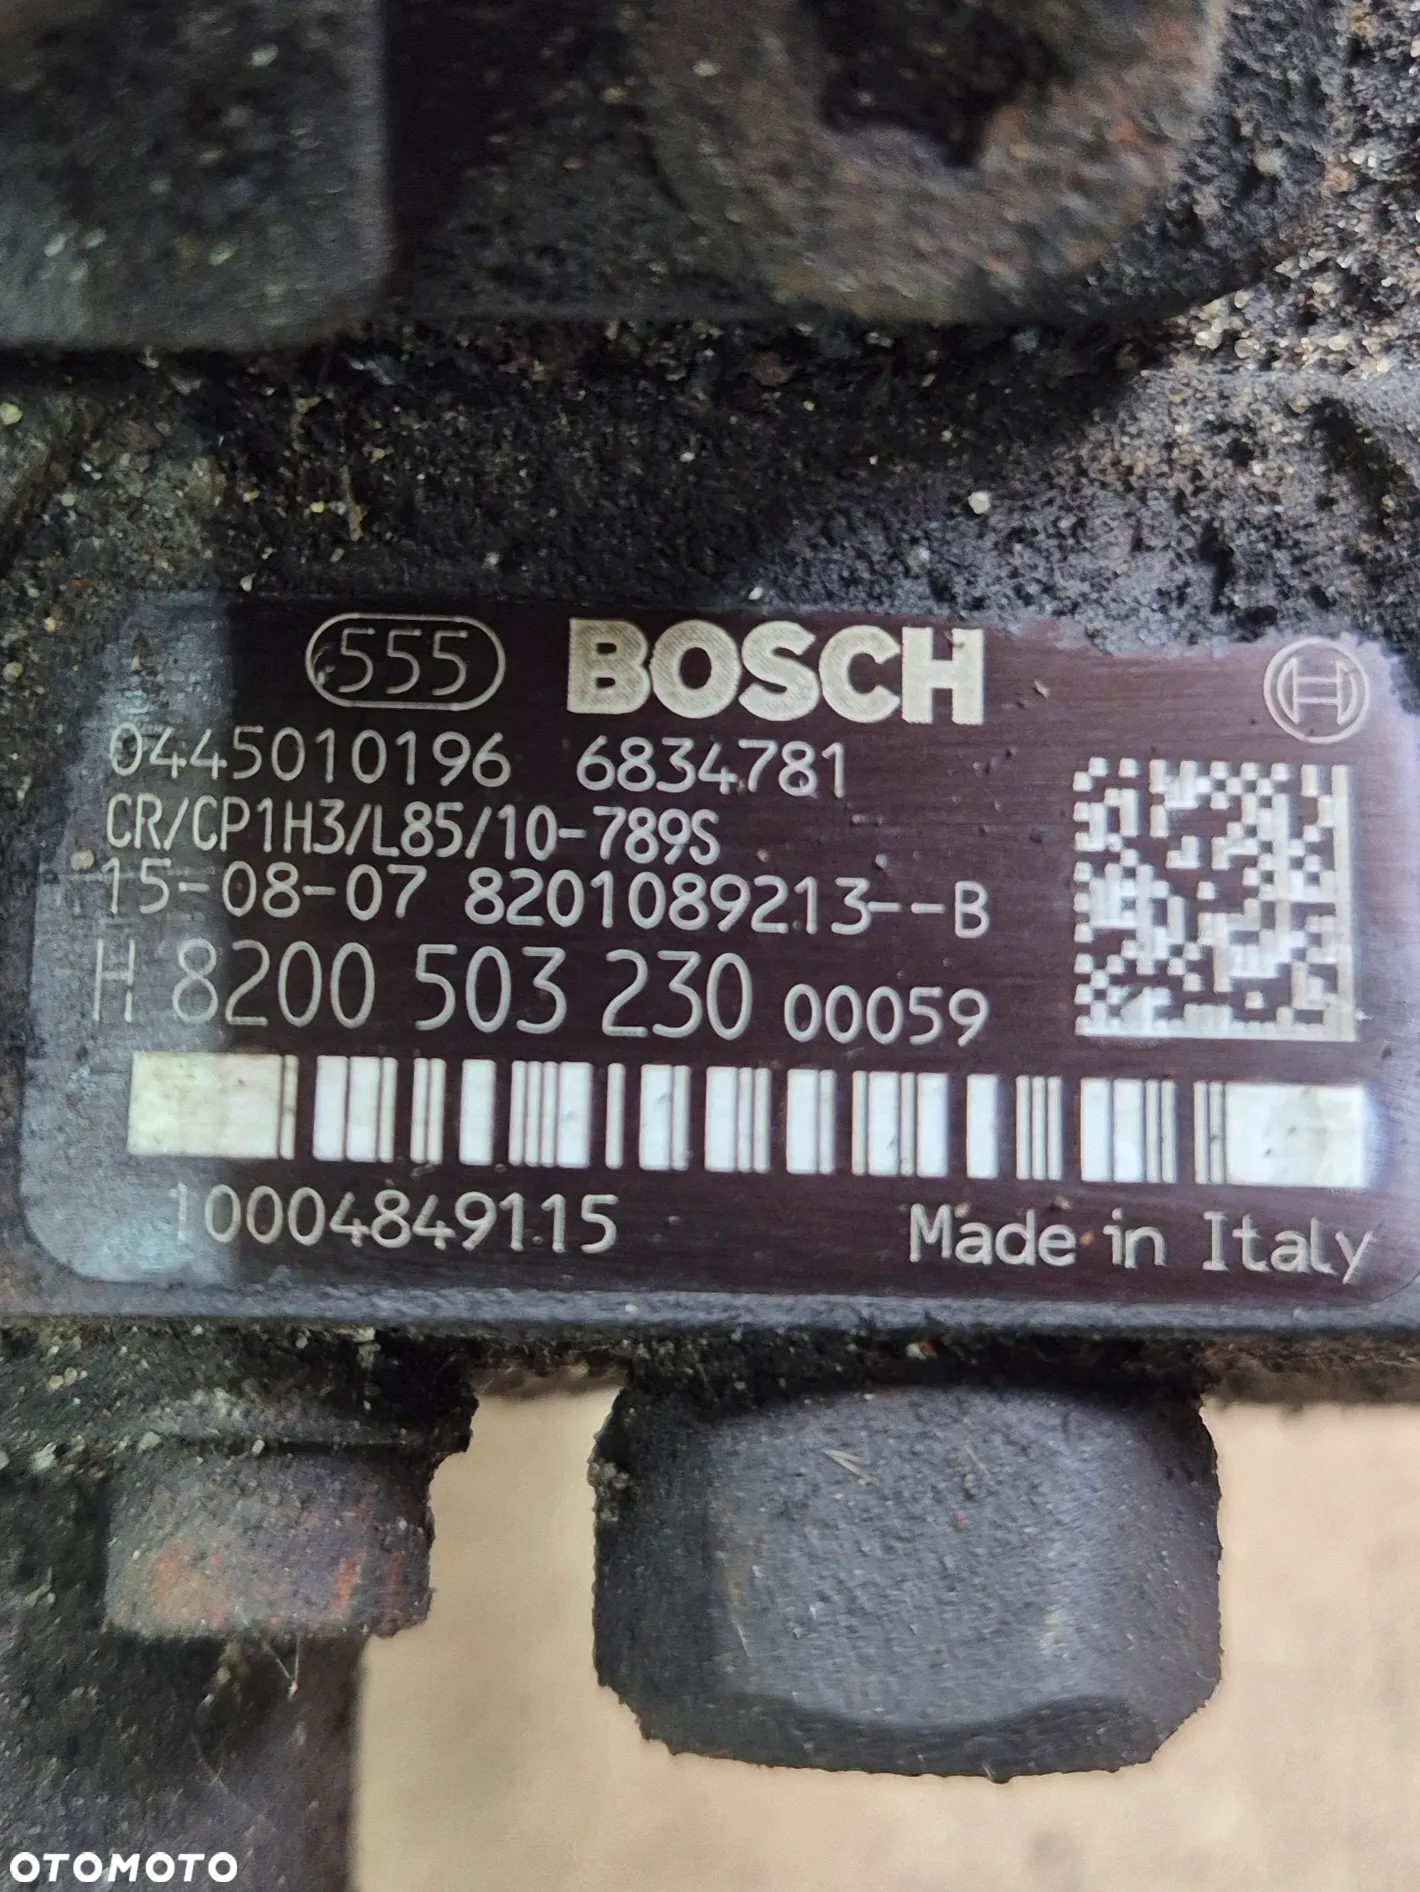 555 BOSCH
0445010196 6834781
CR/CP1H3/L85/10-789S
15-08-07 8201089213--B
H 8200 503 230 00059
10004849115 Made in Italy
OTOMOTO